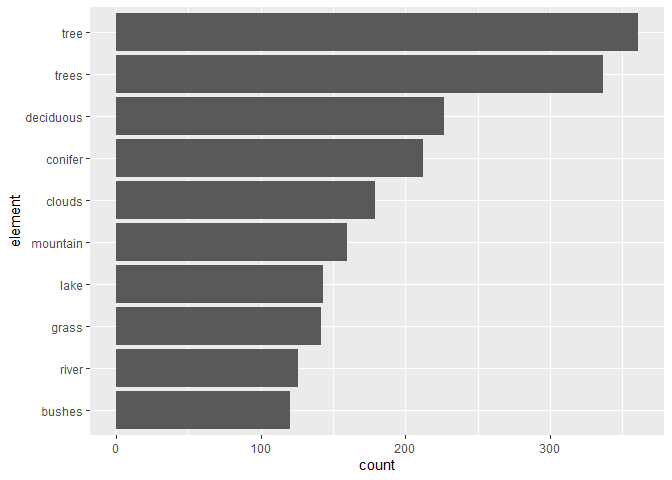 tree
trees
deciduous
conifer
clouds
mountain
lake
grass
river
bushes
element
0 100 200 300
count